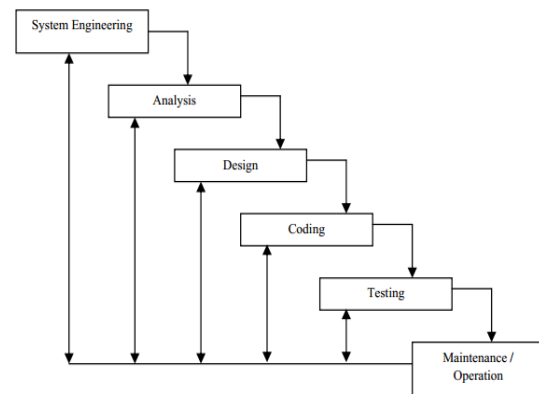 System Engineering
Analysis
Design
Coding
Testing
Maintenance /
Operation